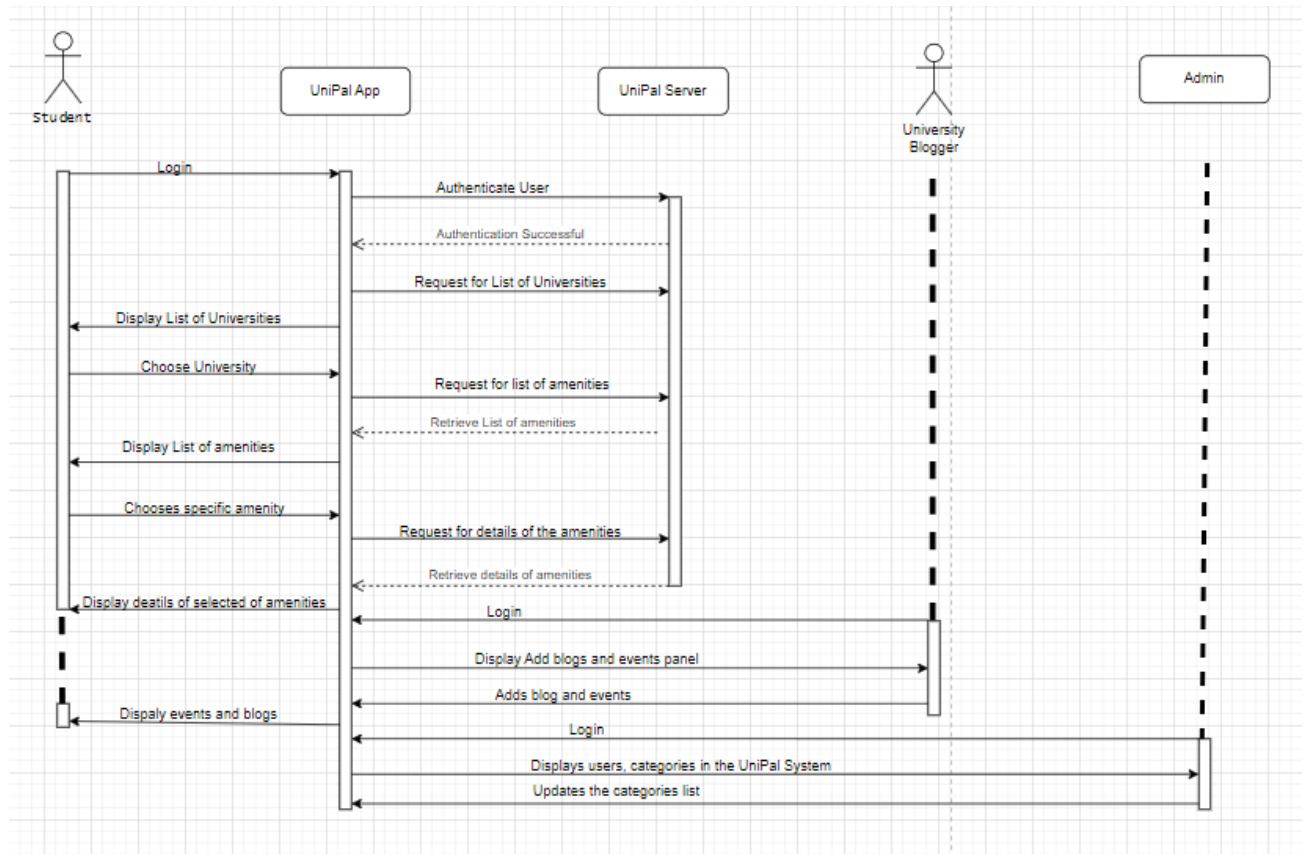 Student
UniPal App
UniPal Server
University
Blogger
Admin
Login
Authenticate User
Authentication Successful
Request for List of Universities
Display List of Universities
Choose University
Request for list of amenities
Retrieve List of amenities
Display List of amenities
Chooses specific amenity
Request for details of the amenities
Retrieve details of amenities
Display deatils of selected of amenities
Login
Display Add blogs and events panel
Adds blog and events
Dispaly events and blogs
Login
Displays users, categories in the UniPal System
Updates the categories list